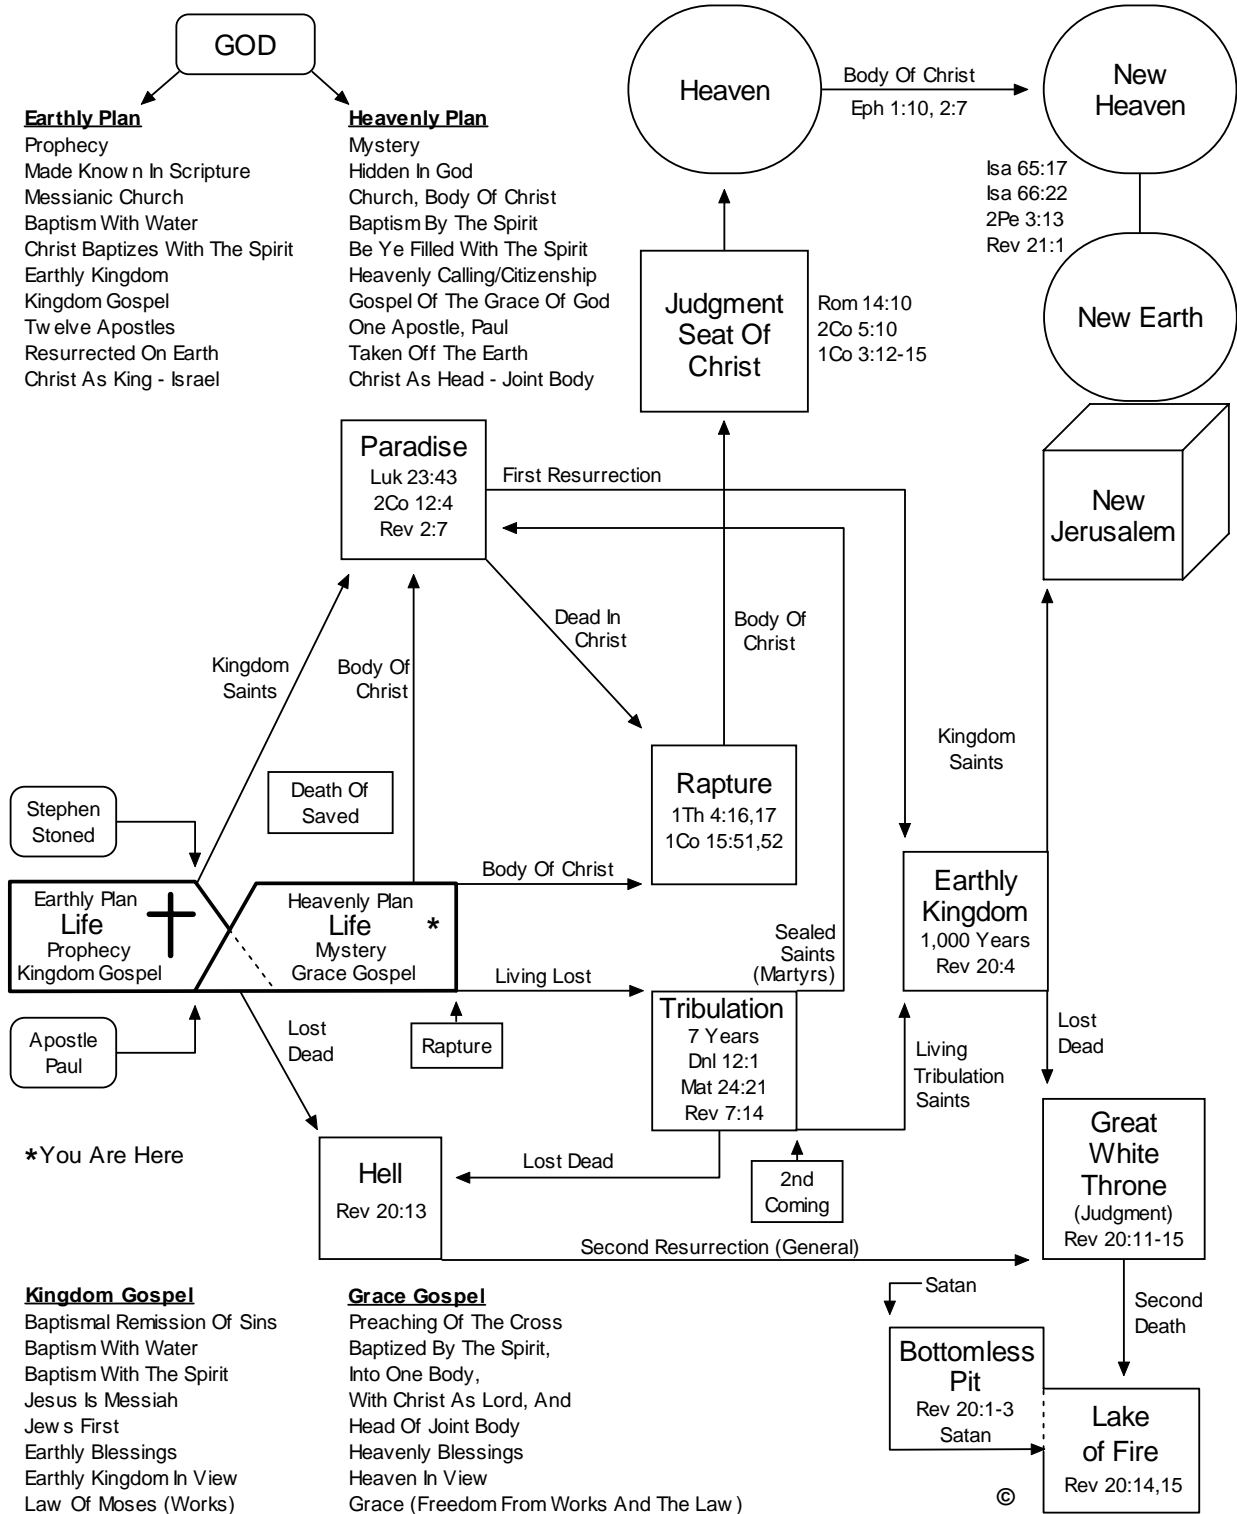 GOD
Earthly Plan
Prophecy
Made Known In Scripture
Messianic Church
Baptism With Water
Christ Baptizes With The Spirit
Earthly Kingdom
Kingdom Gospel
Twelve Apostles
Resurrected On Earth
Christ As King - Israel
Heavenly Plan
Mystery
Hidden In God
Church, Body Of Christ
Baptism By The Spirit
Be Ye Filled With The Spirit
Heavenly Calling/Citizenship
Gospel Of The Grace Of God
One Apostle, Paul
Taken Off The Earth
Christ As Head - Joint Body
Heaven
Body Of Christ
Eph 1:10, 2:7
New
Heaven
Isa 65:17
Isa 66:22
2Pe 3:13
Rev 21:1
New Earth
Judgment
Seat Of
Christ
Rom 14:10
2Co 5:10
1Co 3:12-15
New
Jerusalem
Paradise
Luk 23:43
2Co 12:4
Rev 2:7
First Resurrection
Dead In
Christ
Body Of
Christ
Kingdom
Saints
Body Of
Christ
Kingdom
Saints
Rapture
1Th 4:16,17
1Co 15:51,52
Death Of
Saved
Stephen
Stoned
Body Of Christ
Earthly Plan
Life
Prophecy
Kingdom Gospel
Heavenly Plan
Life *
Mystery
Grace Gospel
Earthly
Kingdom
1,000 Years
Rev 20:4
Sealed
Saints
(Martyrs)
Living Lost
Tribulation
7 Years
Dnl 12:1
Mat 24:21
Rev 7:14
Apostle
Paul
Lost
Dead
Rapture
Living
Tribulation
Saints
Lost
Dead
*You Are Here
Hell
Rev 20:13
Lost Dead
2nd
Coming
Great
White
Throne
(Judgment)
Rev 20:11-15
Second Resurrection (General)
Satan
Second
Death
Bottomless
Pit
Rev 20:1-3
Satan
Lake
of Fire
Rev 20:14,15
©
Kingdom Gospel
Baptismal Remission Of Sins
Baptism With Water
Baptism With The Spirit
Jesus Is Messiah
Jews First
Earthly Blessings
Earthly Kingdom In View
Law Of Moses (Works)
Grace Gospel
Preaching Of The Cross
Baptized By The Spirit,
Into One Body,
With Christ As Lord, And
Head Of Joint Body
Heavenly Blessings
Heaven In View
Grace (Freedom From Works And The Law)